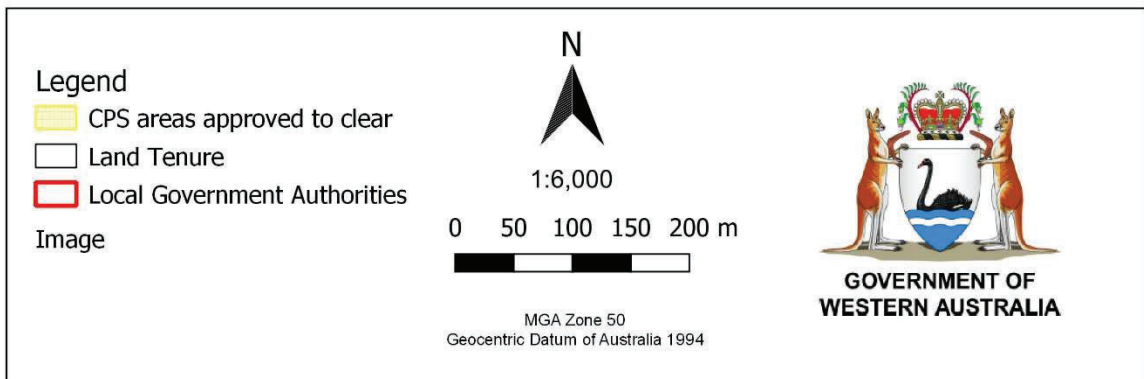 Legend
CPS areas approved to clear
Land Tenure
Local Government Authorities
Image
N
1:6,000
0 50 100 150 200 m
MGA Zone 50
Geocentric Datum of Australia 1994
GOVERNMENT OF
WESTERN AUSTRALIA